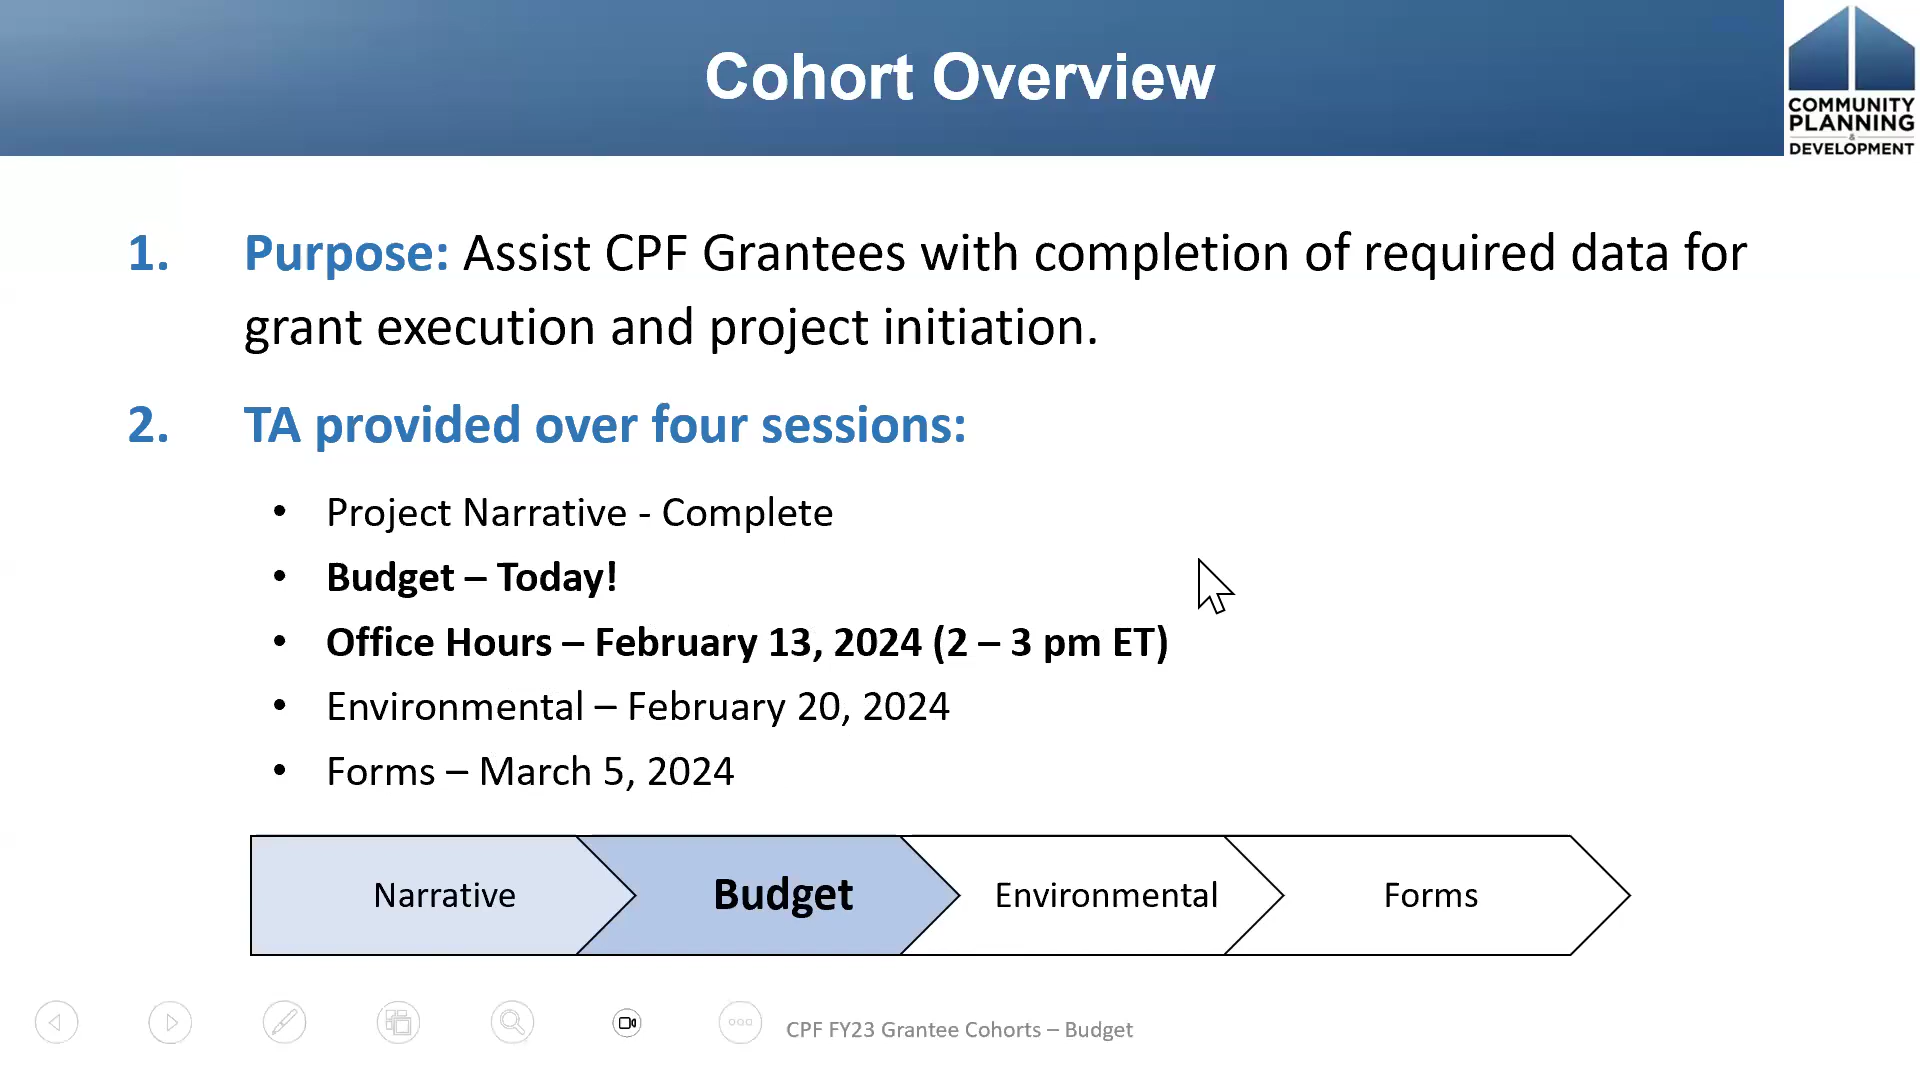 Cohort Overview
COMMUNITY
PLANNING
&
DEVELOPMENT
1. Purpose: Assist CPF Grantees with completion of required data for
grant execution and project initiation.
2. TA provided over four sessions:
• Project Narrative - Complete
• Budget – Today!
• Office Hours – February 13, 2024 (2 – 3 pm ET)
• Environmental – February 20, 2024
• Forms – March 5, 2024
Narrative
Budget
Environmental
Forms
CPF FY23 Grantee Cohorts – Budget